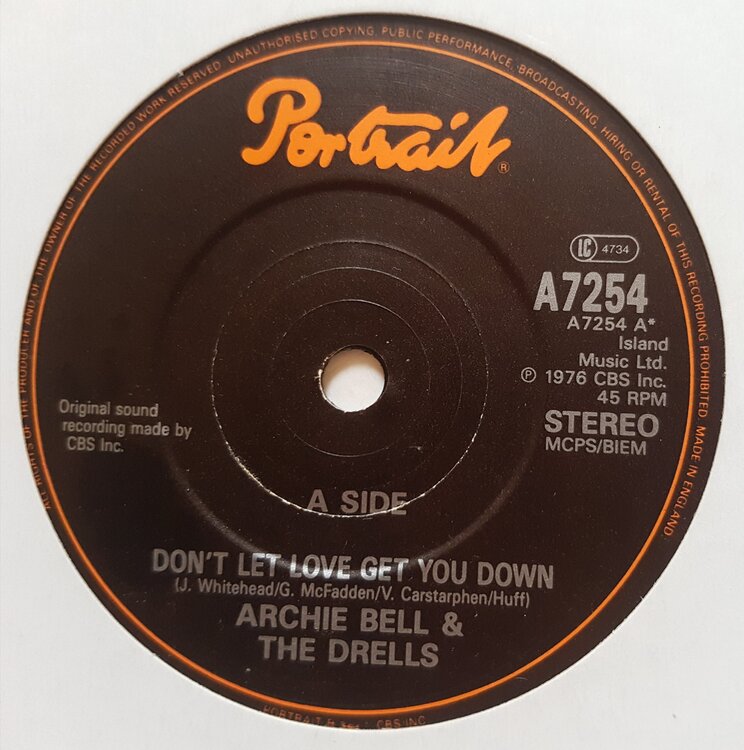 ALL RIGHTS OF THE PRODUCER AND OF THE OWNER OF THE RECORDED WORK RESERVED. UNAUTHORISED COPYING, PUBLIC PERFORMANCE, BROADCASTING, HIRING OR RENTAL OF THIS RECORDING PROHIBITED. MADE IN ENGLAND.
Portrait®
LC 4734
A7254
A7254 A*
Island
Music Ltd.
℗ 1976 CBS Inc.
45 RPM
STEREO
MCPS/BIEM
Original sound
recording made by
CBS Inc.
A SIDE
DON'T LET LOVE GET YOU DOWN
(J. Whitehead/G. McFadden/V. Carstarphen/Huff)
ARCHIE BELL &
THE DRELLS
PORTRAIT & CBS INC